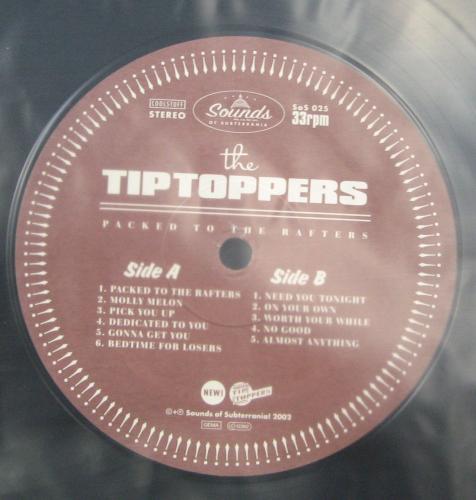 COOLSTUFF
STEREO
Sounds
OF SUBTERRANIA
SoS 025
33rpm
the
TIP TOPPERS
PACKED TO THE RAFTERS
Side A
1. PACKED TO THE RAFTERS
2. MOLLY MELON
3. PICK YOU UP
4. DEDICATED TO YOU
5. GONNA GET YOU
6. BEDTIME FOR LOSERS
Side B
1. NEED YOU TONIGHT
2. ON YOUR OWN
3. WORTH YOUR WHILE
4. NO GOOD
5. ALMOST ANYTHING
NEW!
TIP TOPPERS
©+℗ Sounds of Subterrania! 2002
GEMA